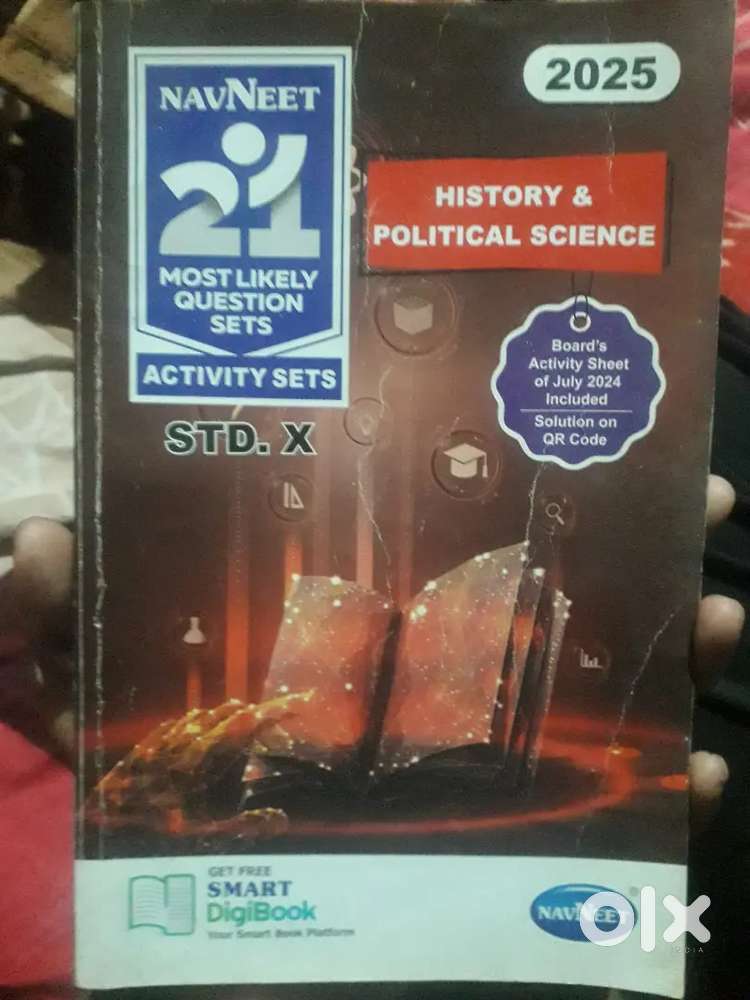 NAVNEET
21
MOST LIKELY
QUESTION
SETS
ACTIVITY SETS
STD. X
2025
HISTORY &
POLITICAL SCIENCE
Board's
Activity Sheet
of July 2024
Included
Solution on
QR Code
GET FREE
SMART
DigiBook
Your Smart Book Platform
NAVNEET
®
olx
INDIA